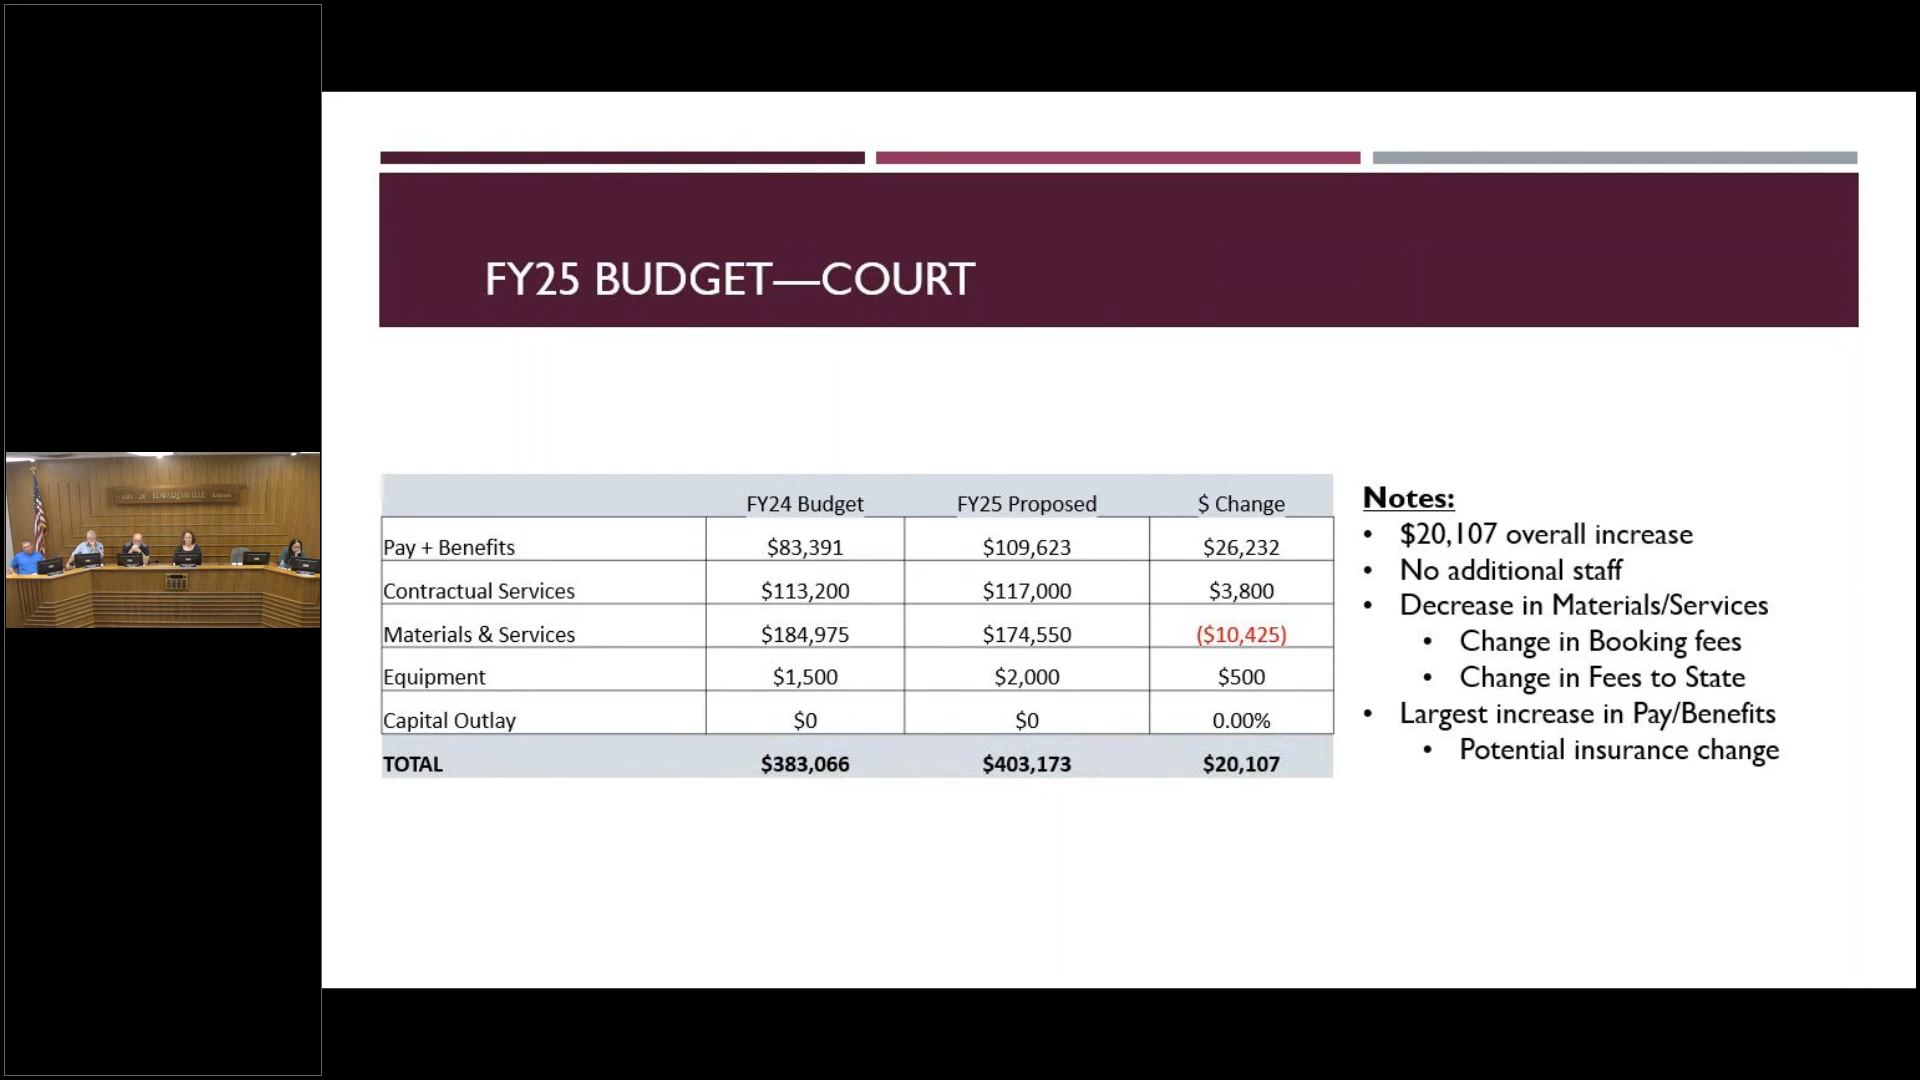 CITY OF EDWARDSVILLE Kansas
FY25 BUDGET—COURT
FY24 Budget FY25 Proposed $ Change
Pay + Benefits $83,391 $109,623 $26,232
Contractual Services $113,200 $117,000 $3,800
Materials & Services $184,975 $174,550 ($10,425)
Equipment $1,500 $2,000 $500
Capital Outlay $0 $0 0.00%
TOTAL $383,066 $403,173 $20,107
Notes:
• $20,107 overall increase
• No additional staff
• Decrease in Materials/Services
• Change in Booking fees
• Change in Fees to State
• Largest increase in Pay/Benefits
• Potential insurance change